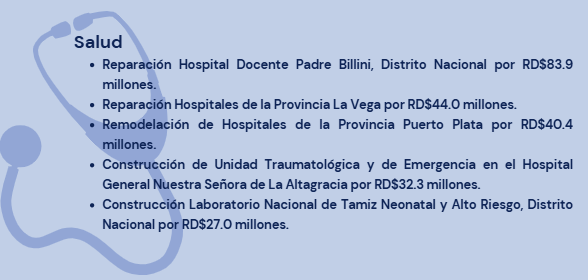 Salud
• Reparación Hospital Docente Padre Billini, Distrito Nacional por RD$83.9
millones.
• Reparación Hospitales de la Provincia La Vega por RD$44.0 millones.
• Remodelación de Hospitales de la Provincia Puerto Plata por RD$40.4
millones.
• Construcción de Unidad Traumatológica y de Emergencia en el Hospital
General Nuestra Señora de La Altagracia por RD$32.3 millones.
• Construcción Laboratorio Nacional de Tamiz Neonatal y Alto Riesgo, Distrito
Nacional por RD$27.0 millones.